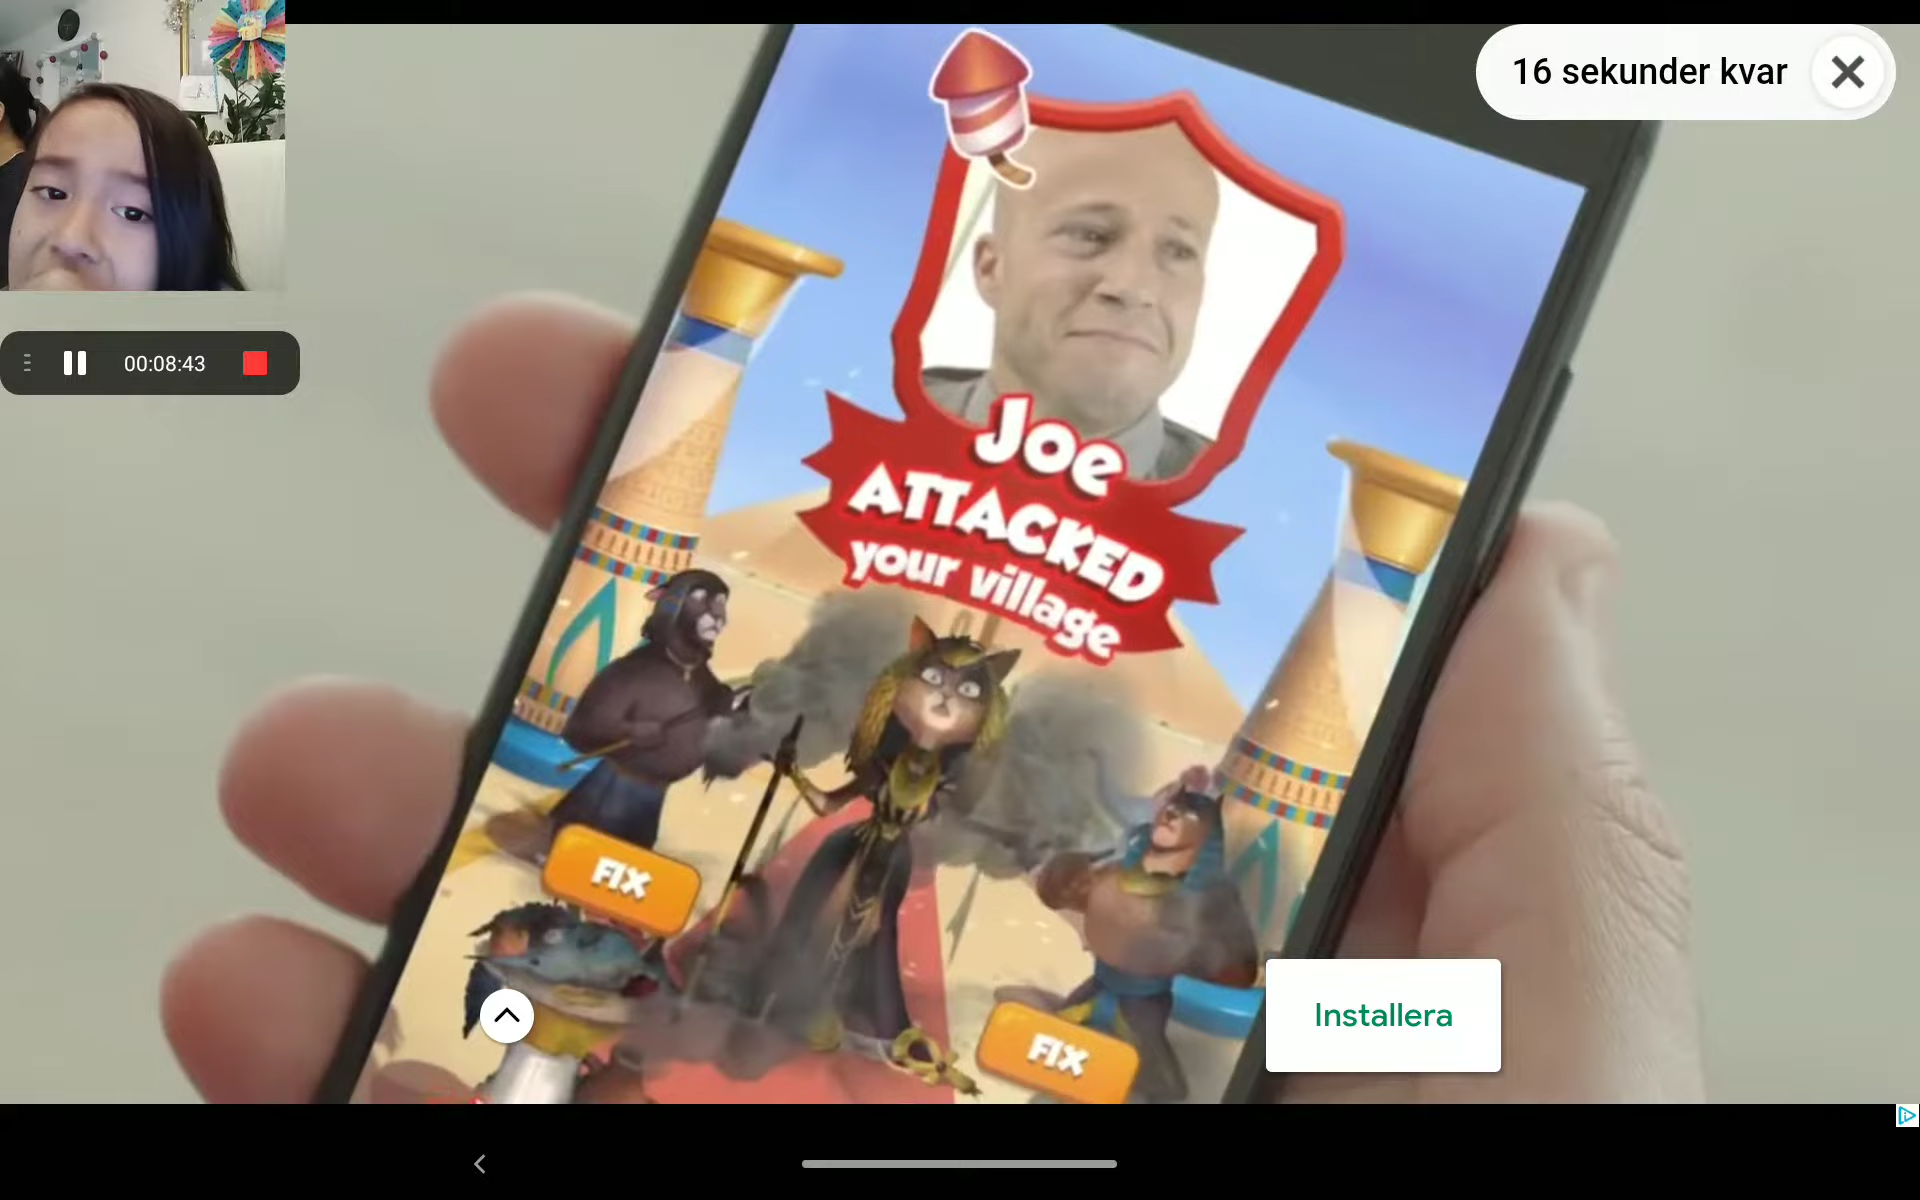 16 sekunder kvar
00:08:43
Joe
ATTACKED
your village
FIX
FIX
Installera